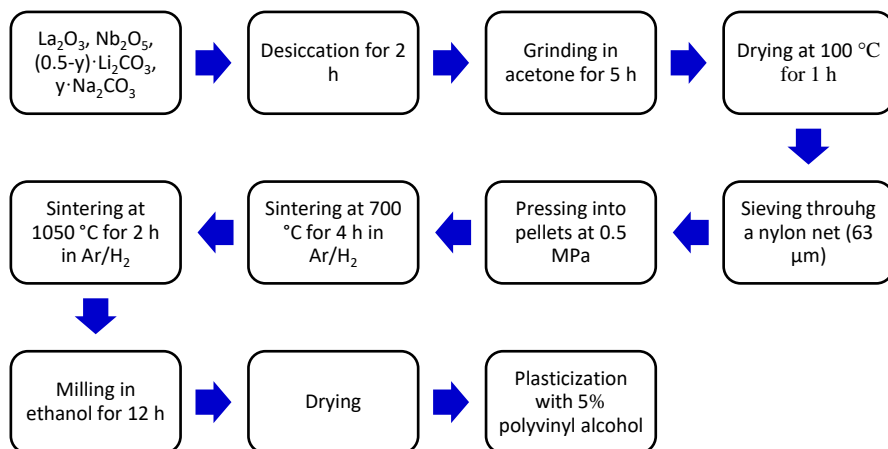 La₂O₃, Nb₂O₅,
(0.5-y)·Li₂CO₃,
y·Na₂CO₃
Desiccation for 2
h
Grinding in
acetone for 5 h
Drying at 100 °C
for 1 h
Sieving throuhg
a nylon net (63
μm)
Pressing into
pellets at 0.5
MPa
Sintering at 700
°C for 4 h in
Ar/H₂
Sintering at
1050 °C for 2 h
in Ar/H₂
Milling in
ethanol for 12 h
Drying
Plasticization
with 5%
polyvinyl alcohol